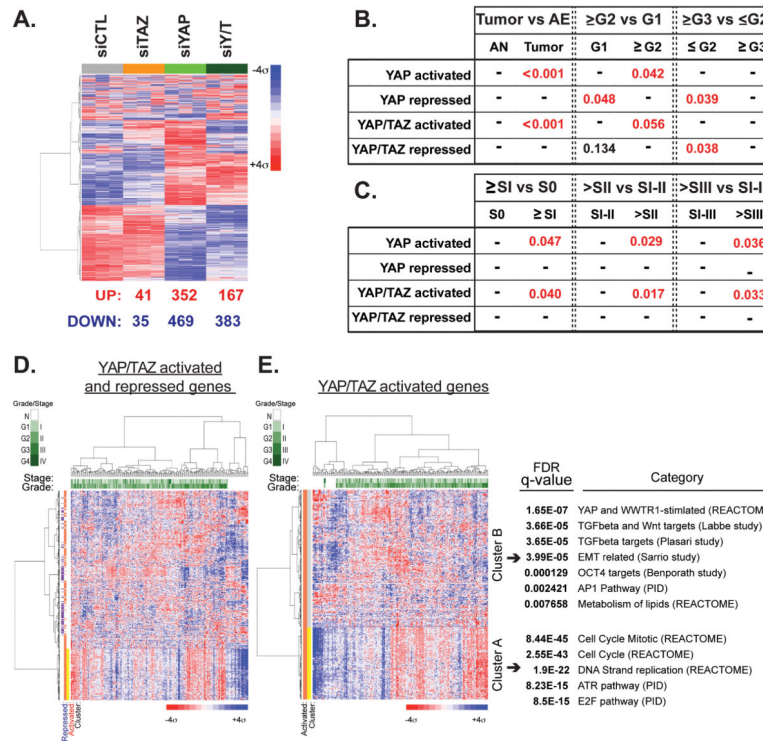 A.
siCTL
siTAZ
siYAP
siY/T
-4σ
+4σ
UP: 41 352 167
DOWN: 35 469 383
B.
Tumor vs AE ≥G2 vs G1 ≥G3 vs ≤G2
AN Tumor G1 ≥G2 ≤G2 ≥G3
YAP activated - <0.001 - 0.042 - -
YAP repressed - - 0.048 - 0.039 -
YAP/TAZ activated - <0.001 - 0.056 - -
YAP/TAZ repressed - - 0.134 - 0.038 -
C.
≥SI vs S0 >SII vs SI-II >SIII vs SI-I
S0 ≥SI SI-II >SII SI-III >SIII
YAP activated - 0.047 - 0.029 - 0.036
YAP repressed - - - - - -
YAP/TAZ activated - 0.040 - 0.017 - 0.033
YAP/TAZ repressed - - - - - -
D.
YAP/TAZ activated
and repressed genes
Grade/Stage
N
G1 I
G2 II
G3 III
G4 IV
Stage:
Grade:
Repressed:
Activated:
Cluster:
-4σ +4σ
E.
YAP/TAZ activated genes
Grade/Stage
N
G1 I
G2 II
G3 III
G4 IV
Stage:
Grade:
Activated:
Cluster:
-4σ +4σ
Cluster B
Cluster A
FDR
q-value Category
1.65E-07 YAP and WWTR1-stimlated (REACTOM
3.66E-05 TGFbeta and Wnt targets (Labbe study)
3.65E-05 TGFbeta targets (Plasari study)
3.99E-05 EMT related (Sarrio study)
0.000129 OCT4 targets (Benporath study)
0.002421 AP1 Pathway (PID)
0.007658 Metabolism of lipids (REACTOME)
8.44E-45 Cell Cycle Mitotic (REACTOME)
2.55E-43 Cell Cycle (REACTOME)
1.9E-22 DNA Strand replication (REACTOME)
8.23E-15 ATR pathway (PID)
8.5E-15 E2F pathway (PID)